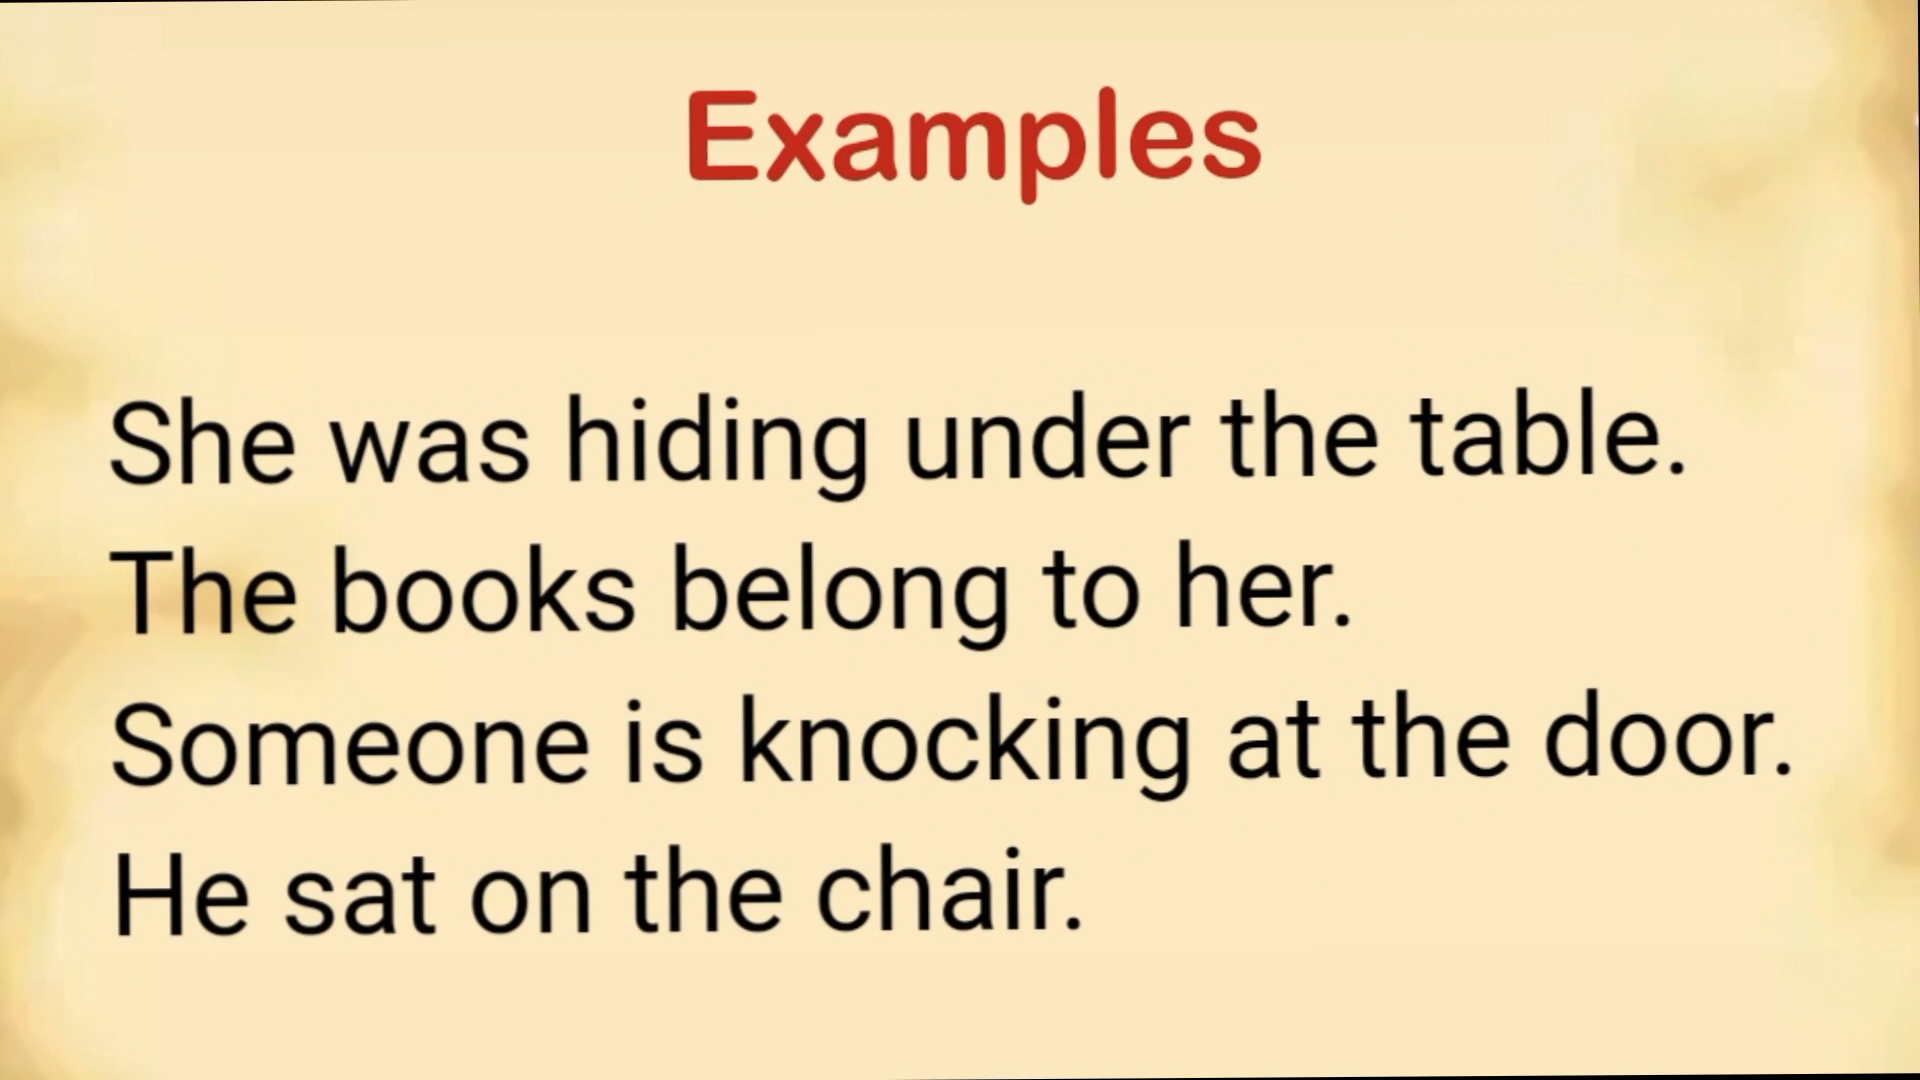 Examples
She was hiding under the table.
The books belong to her.
Someone is knocking at the door.
He sat on the chair.